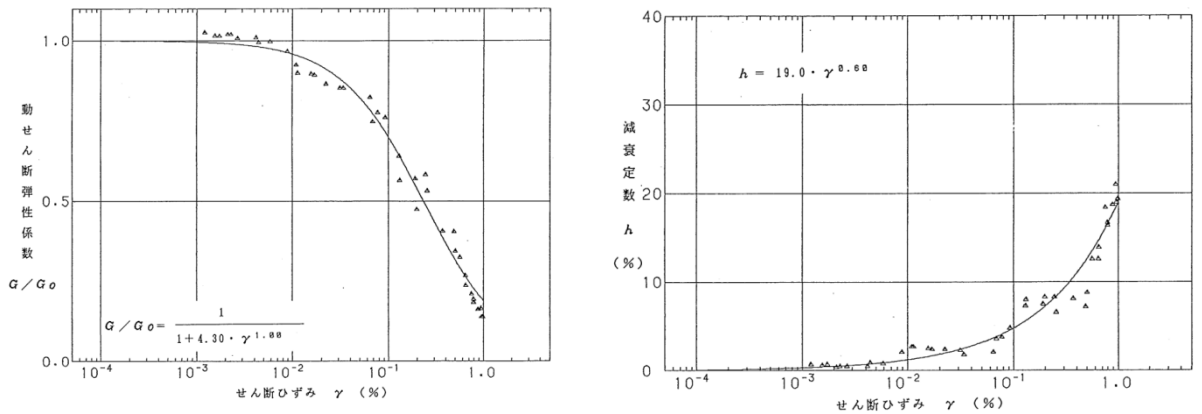 1.0
0.5
0.0
動せん断弾性係数
G/G₀
G/G₀= 1
1+4.30・γ^1.00
10^-4 10^-3 10^-2 10^-1 1.0
せん断ひずみ γ (%)
40
30
20
10
0
減衰定数
h
(%)
h = 19.0・γ^0.60
10^-4 10^-3 10^-2 10^-1 1.0
せん断ひずみ γ (%)